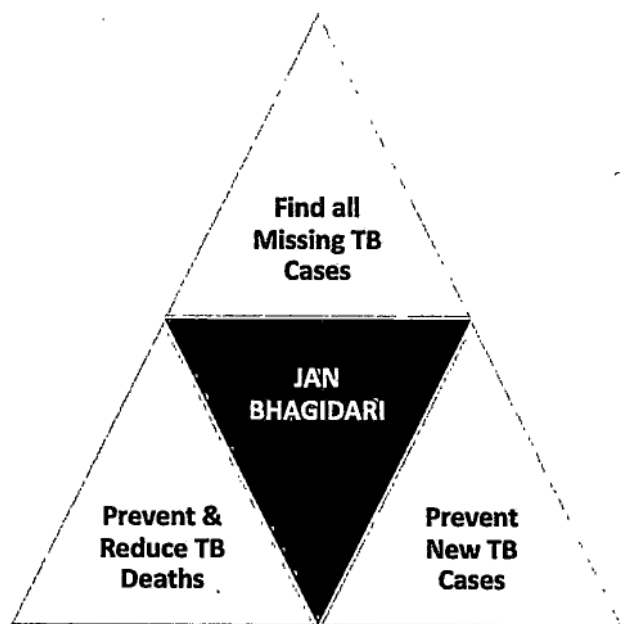 Find all
Missing TB
Cases
JAN
BHAGIDARI
Prevent &
Reduce TB
Deaths
Prevent
New TB
Cases